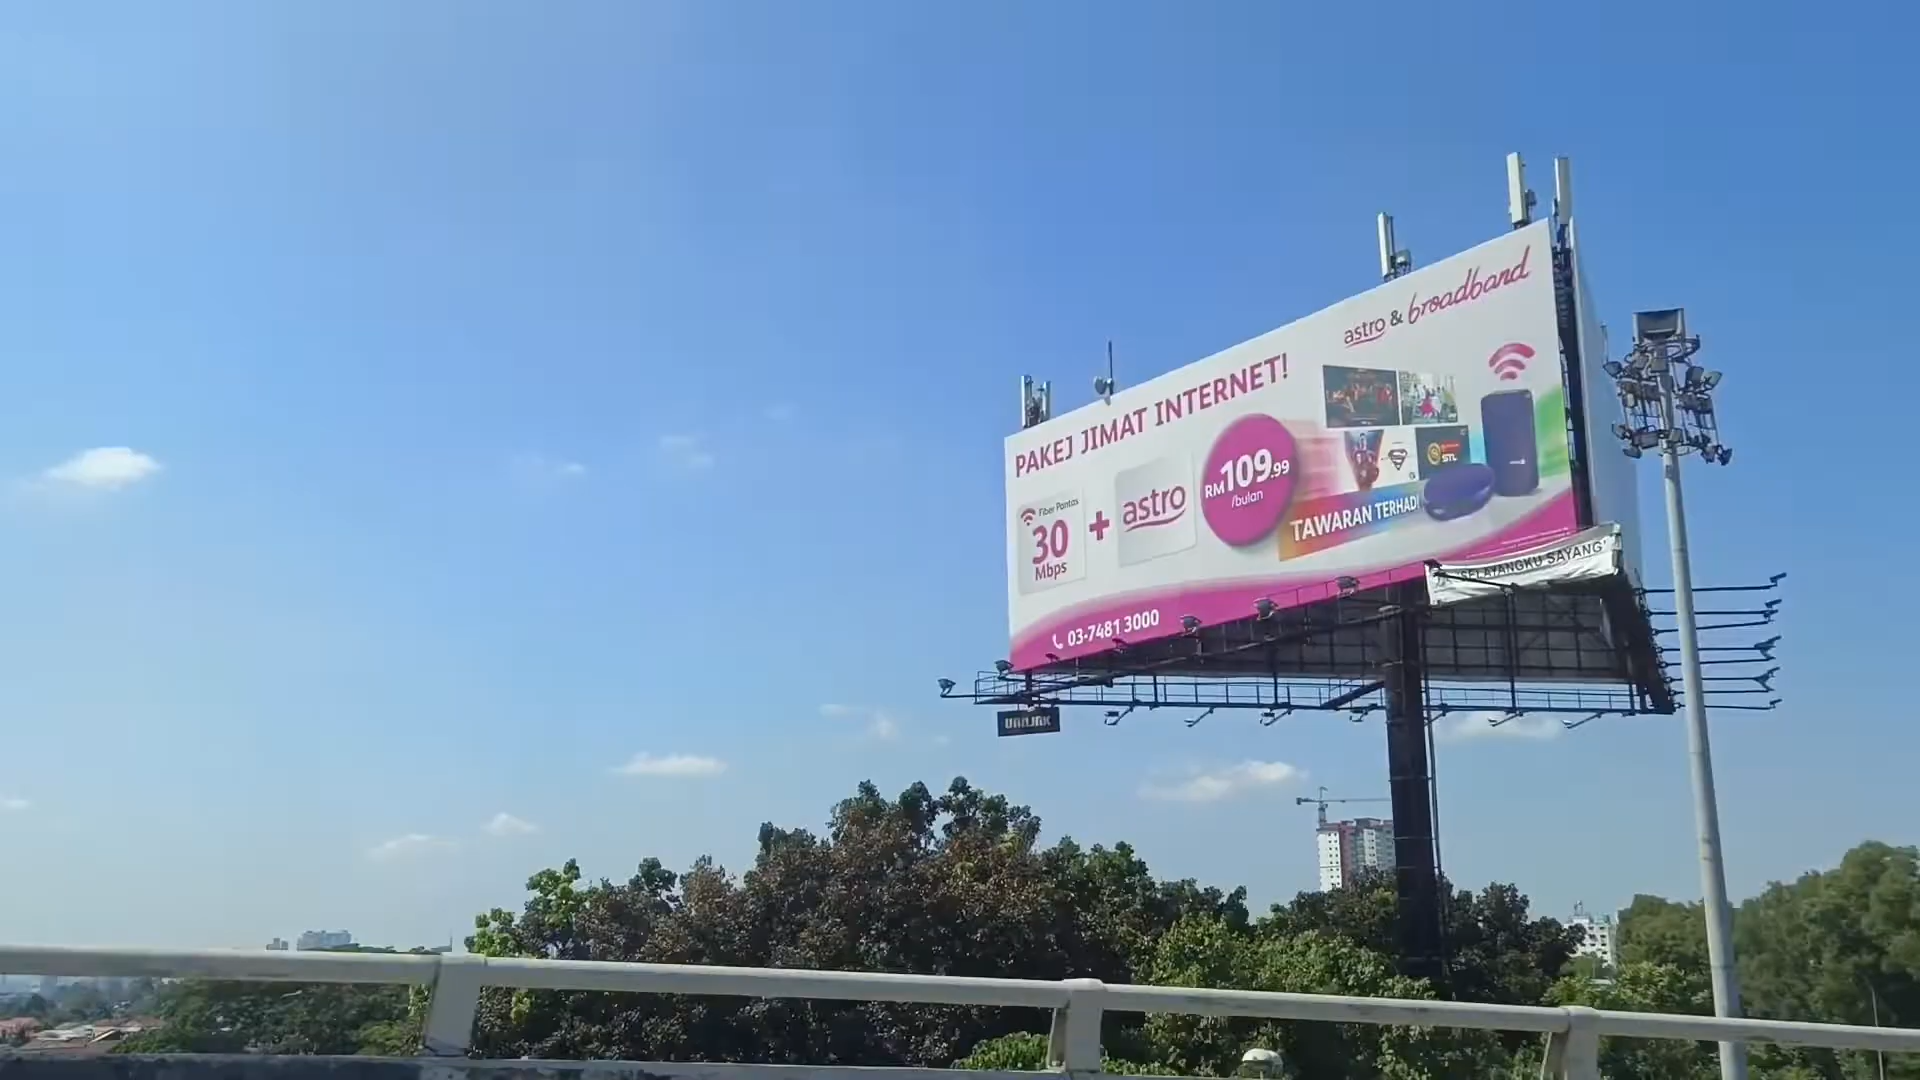 astro & broadband
PAKEJ JIMAT INTERNET!
Fiber Pantas
30
Mbps
+
astro
RM109.99
/bulan
STL
TAWARAN TERHAD!
SELAYANGKU SAYANG"
03-7481 3000